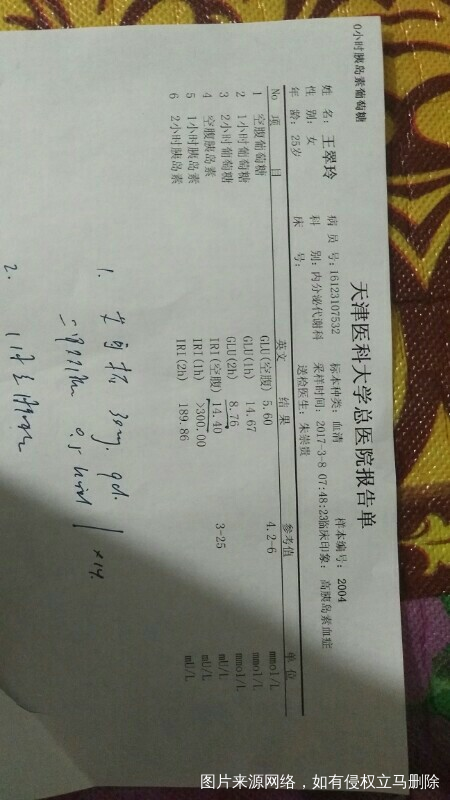 0小时胰岛素葡萄糖
天津医科大学总医院报告单
姓 名: 王翠玲 病 员 号: 16123107532 标本种类: 血清 样本编号: 2004
性 别: 女 科 别: 内分泌代谢科 采样时间: 2017-3-8 07:48:23 临床印象: 高胰岛素血症
年 龄: 25岁 床 号: 送检医生: 朱崇贵
No 项 目 英文 结 果 参考值 单 位
1 空腹葡萄糖 GLU(空腹) 5.60 4.2-6 mmol/L
2 1小时葡萄糖 GLU(1h) 14.67 mmol/L
3 2小时葡萄糖 GLU(2h) 8.76 mmol/L
4 空腹胰岛素 IRI(空腹) 14.40 3-25 mU/L
5 1小时胰岛素 IRI(1h) >300.00 mU/L
6 2小时胰岛素 IRI(2h) 189.86 mU/L
1. 30mg. qd.
0.5 ×14.
2.
图片来源网络，如有侵权立马删除